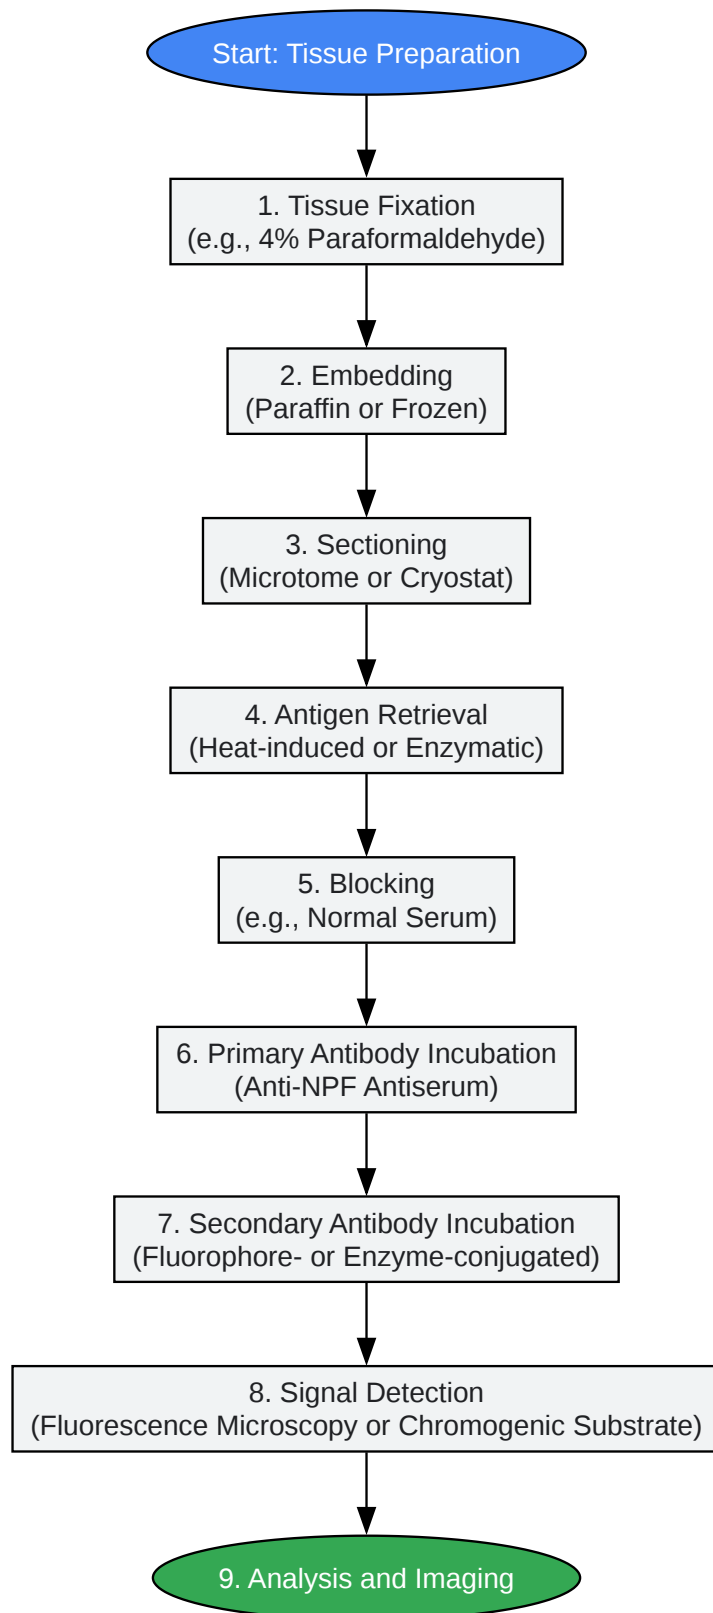 Start: Tissue Preparation
1. Tissue Fixation
(e.g., 4% Paraformaldehyde)
2. Embedding
(Paraffin or Frozen)
3. Sectioning
(Microtome or Cryostat)
4. Antigen Retrieval
(Heat-induced or Enzymatic)
5. Blocking
(e.g., Normal Serum)
6. Primary Antibody Incubation
(Anti-NPF Antiserum)
7. Secondary Antibody Incubation
(Fluorophore- or Enzyme-conjugated)
8. Signal Detection
(Fluorescence Microscopy or Chromogenic Substrate)
9. Analysis and Imaging